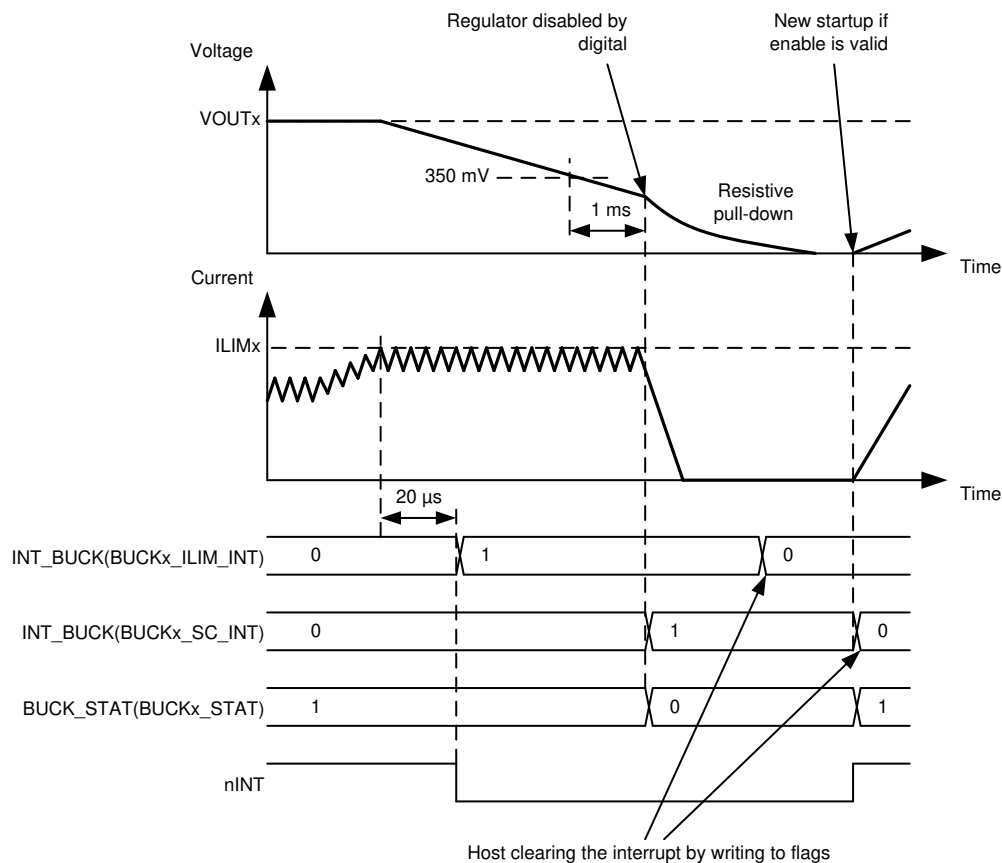 Regulator disabled by
digital
New startup if
enable is valid
Voltage
VOUTx
350 mV
1 ms
Resistive
pull-down
Time
Current
ILIMx
Time
20 µs
INT_BUCK(BUCKx_ILIM_INT) 0 1 0
INT_BUCK(BUCKx_SC_INT) 0 1 0
BUCK_STAT(BUCKx_STAT) 1 0 1
nINT
Host clearing the interrupt by writing to flags